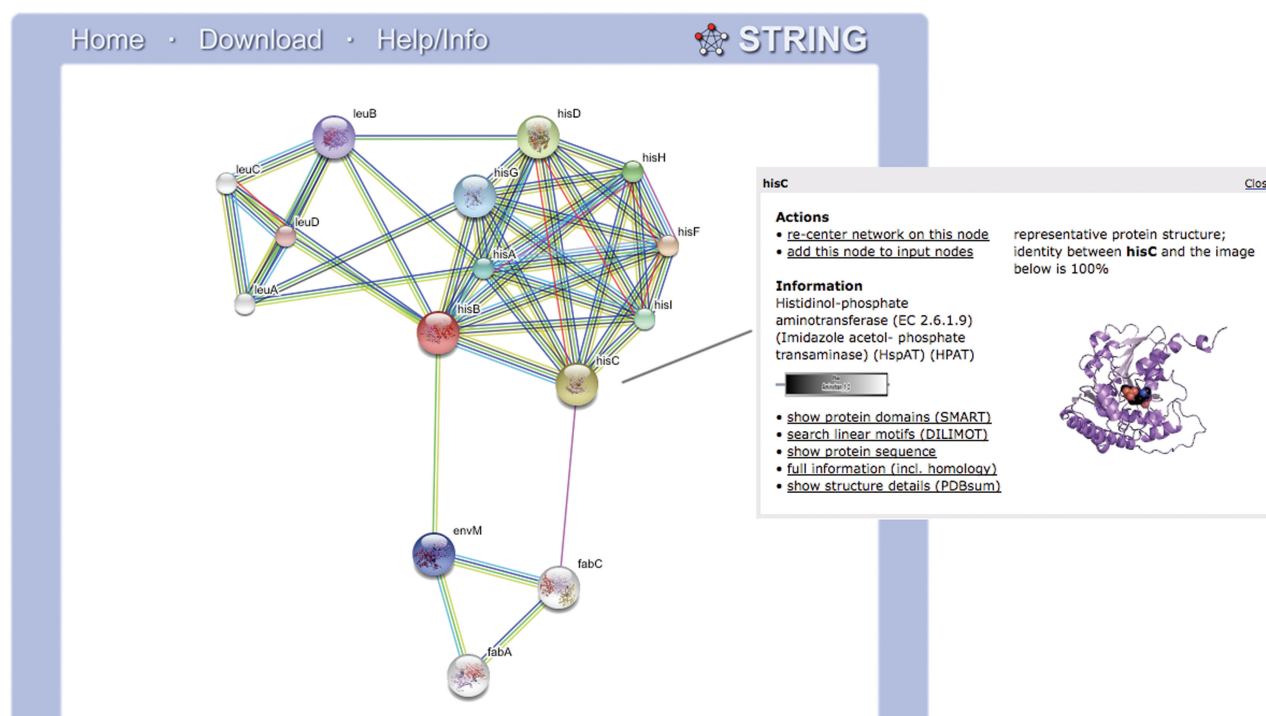 Home · Download · Help/Info
STRING
leuB
hisD
hisH
leuC
hisG
leuD
hisF
hisA
leuA
hisB
hisI
hisC
envM
fabC
fabA
hisC
Clos
Actions
• re-center network on this node
• add this node to input nodes
representative protein structure;
identity between hisC and the image
below is 100%
Information
Histidinol-phosphate
aminotransferase (EC 2.6.1.9)
(Imidazole acetol- phosphate
transaminase) (HspAT) (HPAT)
• show protein domains (SMART)
• search linear motifs (DILIMOT)
• show protein sequence
• full information (incl. homology)
• show structure details (PDBsum)